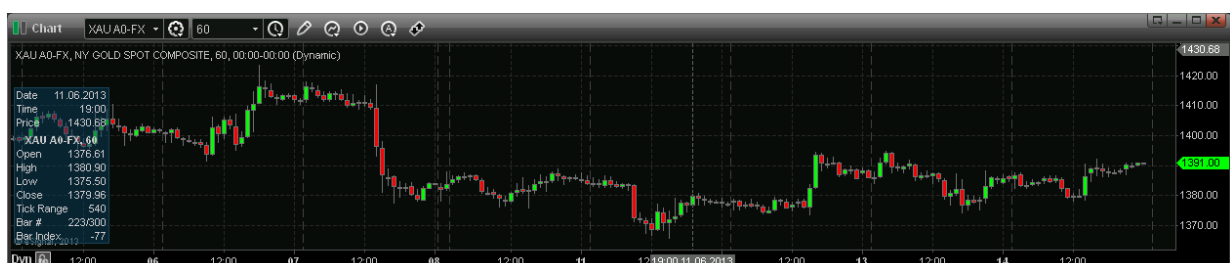 Chart XAU A0-FX 60
XAU A0-FX, NY GOLD SPOT COMPOSITE, 60, 00:00-00:00 (Dynamic)
1430.68
1420.00
1410.00
1400.00
1391.00
1380.00
1370.00
Date 11.06.2013
Time 19:00
Price 1430.68
XAU A0-FX, 60
Open 1376.61
High 1380.90
Low 1375.50
Close 1379.96
Tick Range 540
Bar # 223/300
Bar Index -77
© eSignal, 2013
Dyn 12:00 06 12:00 07 12:00 08 12:00 11 19:00 11.06.2013 12:00 13 12:00 14 12:00